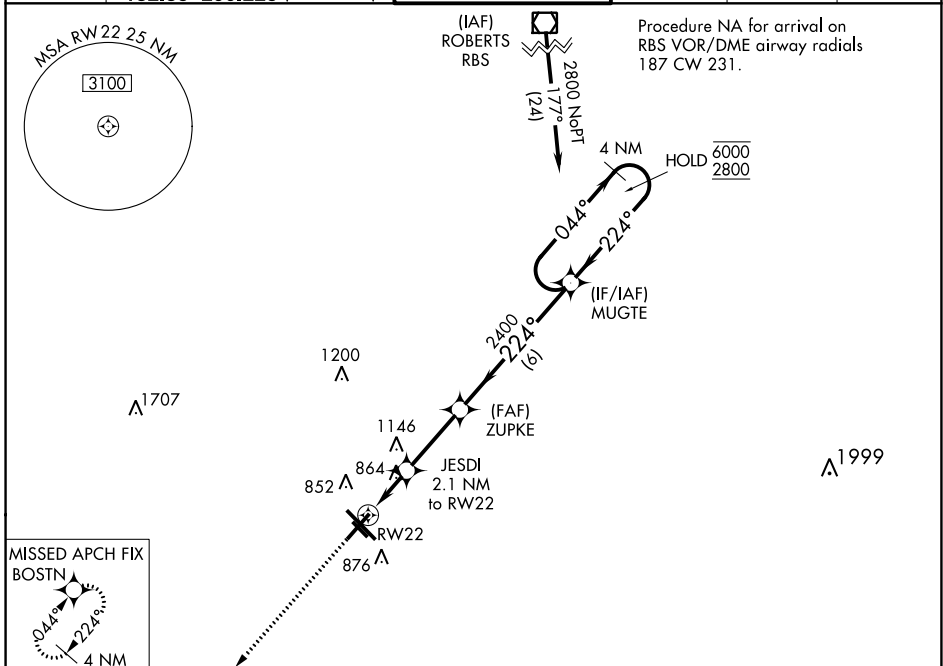 MSA RW22 25 NM
3100
(IAF)
ROBERTS
RBS
2800 NoPT
177°
(24)
Procedure NA for arrival on
RBS VOR/DME airway radials
187 CW 231.
4 NM
HOLD 6000
2800
044°
224°
(IF/IAF)
MUGTE
2400
224°
(6)
1200
1707
(FAF)
ZUPKE
1146
864
852
JESDI
2.1 NM
to RW22
1999
RW22
876
MISSED APCH FIX
BOSTN
044°
224°
4 NM